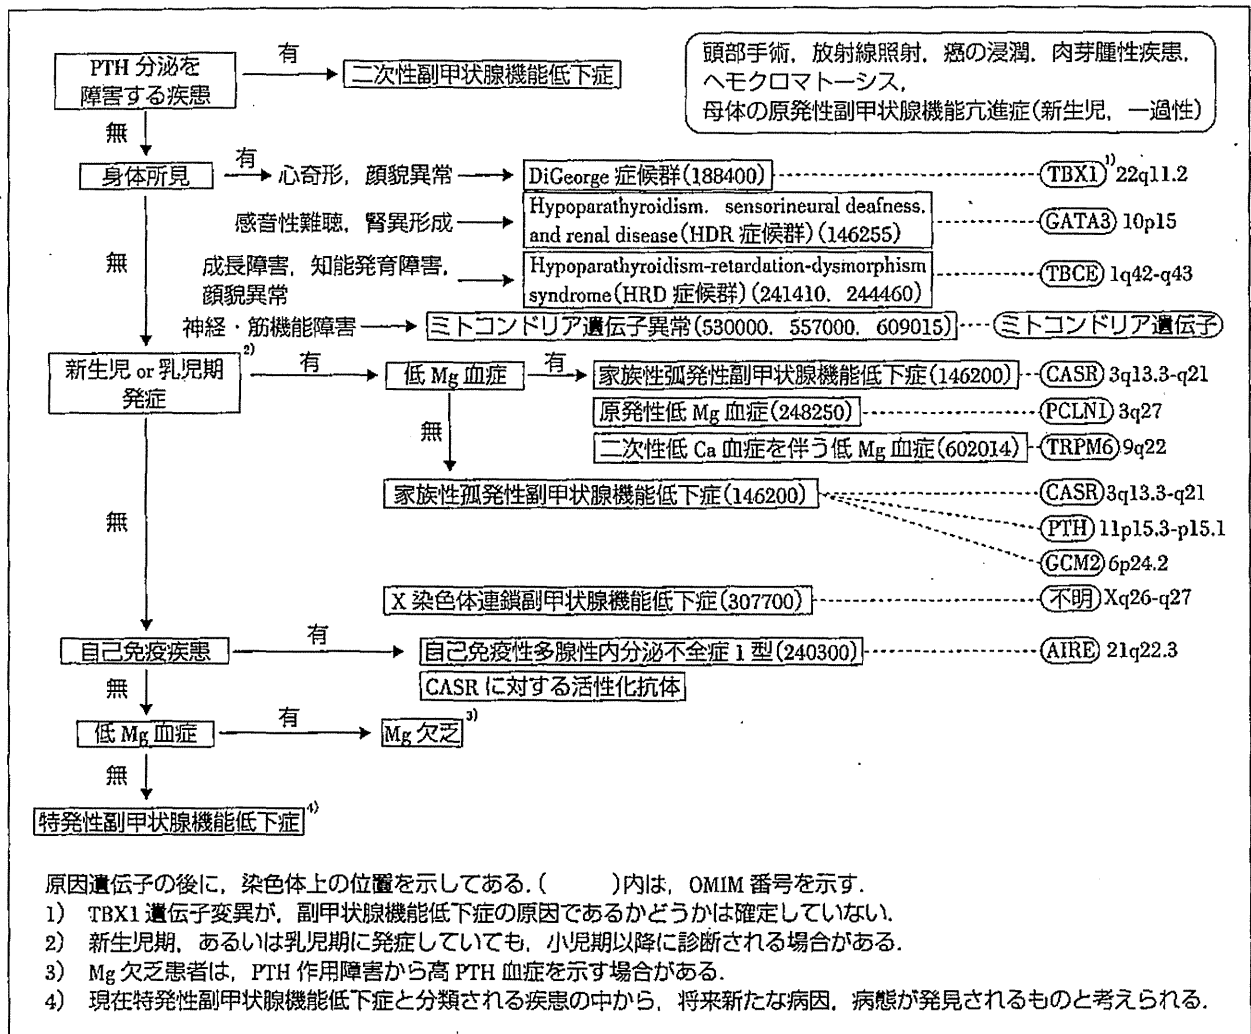 PTH 分泌を
障害する疾患
有
二次性副甲状腺機能低下症
頭部手術，放射線照射，癌の浸潤，肉芽腫性疾患，
ヘモクロマトーシス，
母体の原発性副甲状腺機能亢進症(新生児，一過性)
無
身体所見
有
心奇形，顔貌異常
DiGeorge 症候群(188400)
TBX1 1) 22q11.2
感音性難聴，腎異形成
Hypoparathyroidism. sensorineural deafness.
and renal disease(HDR 症候群)(146255)
GATA3 10p15
無
成長障害，知能発育障害，
顔貌異常
Hypoparathyroidism-retardation-dysmorphism
syndrome(HRD 症候群)(241410. 244460)
TBCE 1q42-q43
神経・筋機能障害
ミトコンドリア遺伝子異常(530000. 557000. 609015)
ミトコンドリア遺伝子
新生児 or 乳児期
発症 2)
有
低 Mg 血症
有
家族性弧発性副甲状腺機能低下症(146200)
CASR 3q13.3-q21
原発性低 Mg 血症(248250)
PCLN1 3q27
無
二次性低 Ca 血症を伴う低 Mg 血症(602014)
TRPM6 9q22
家族性孤発性副甲状腺機能低下症(146200)
CASR 3q13.3-q21
無
PTH 11p15.3-p15.1
GCM2 6p24.2
X 染色体連鎖副甲状腺機能低下症(307700)
不明 Xq26-q27
自己免疫疾患
有
自己免疫性多腺性内分泌不全症 1 型(240300)
AIRE 21q22.3
CASR に対する活性化抗体
無
低 Mg 血症
有
Mg 欠乏 3)
無
特発性副甲状腺機能低下症 4)
原因遺伝子の後に，染色体上の位置を示してある．( )内は，OMIM 番号を示す．
1) TBX1 遺伝子変異が，副甲状腺機能低下症の原因であるかどうかは確定していない．
2) 新生児期，あるいは乳児期に発症していても，小児期以降に診断される場合がある．
3) Mg 欠乏患者は，PTH 作用障害から高 PTH 血症を示す場合がある．
4) 現在特発性副甲状腺機能低下症と分類される疾患の中から，将来新たな病因，病態が発見されるものと考えられる．